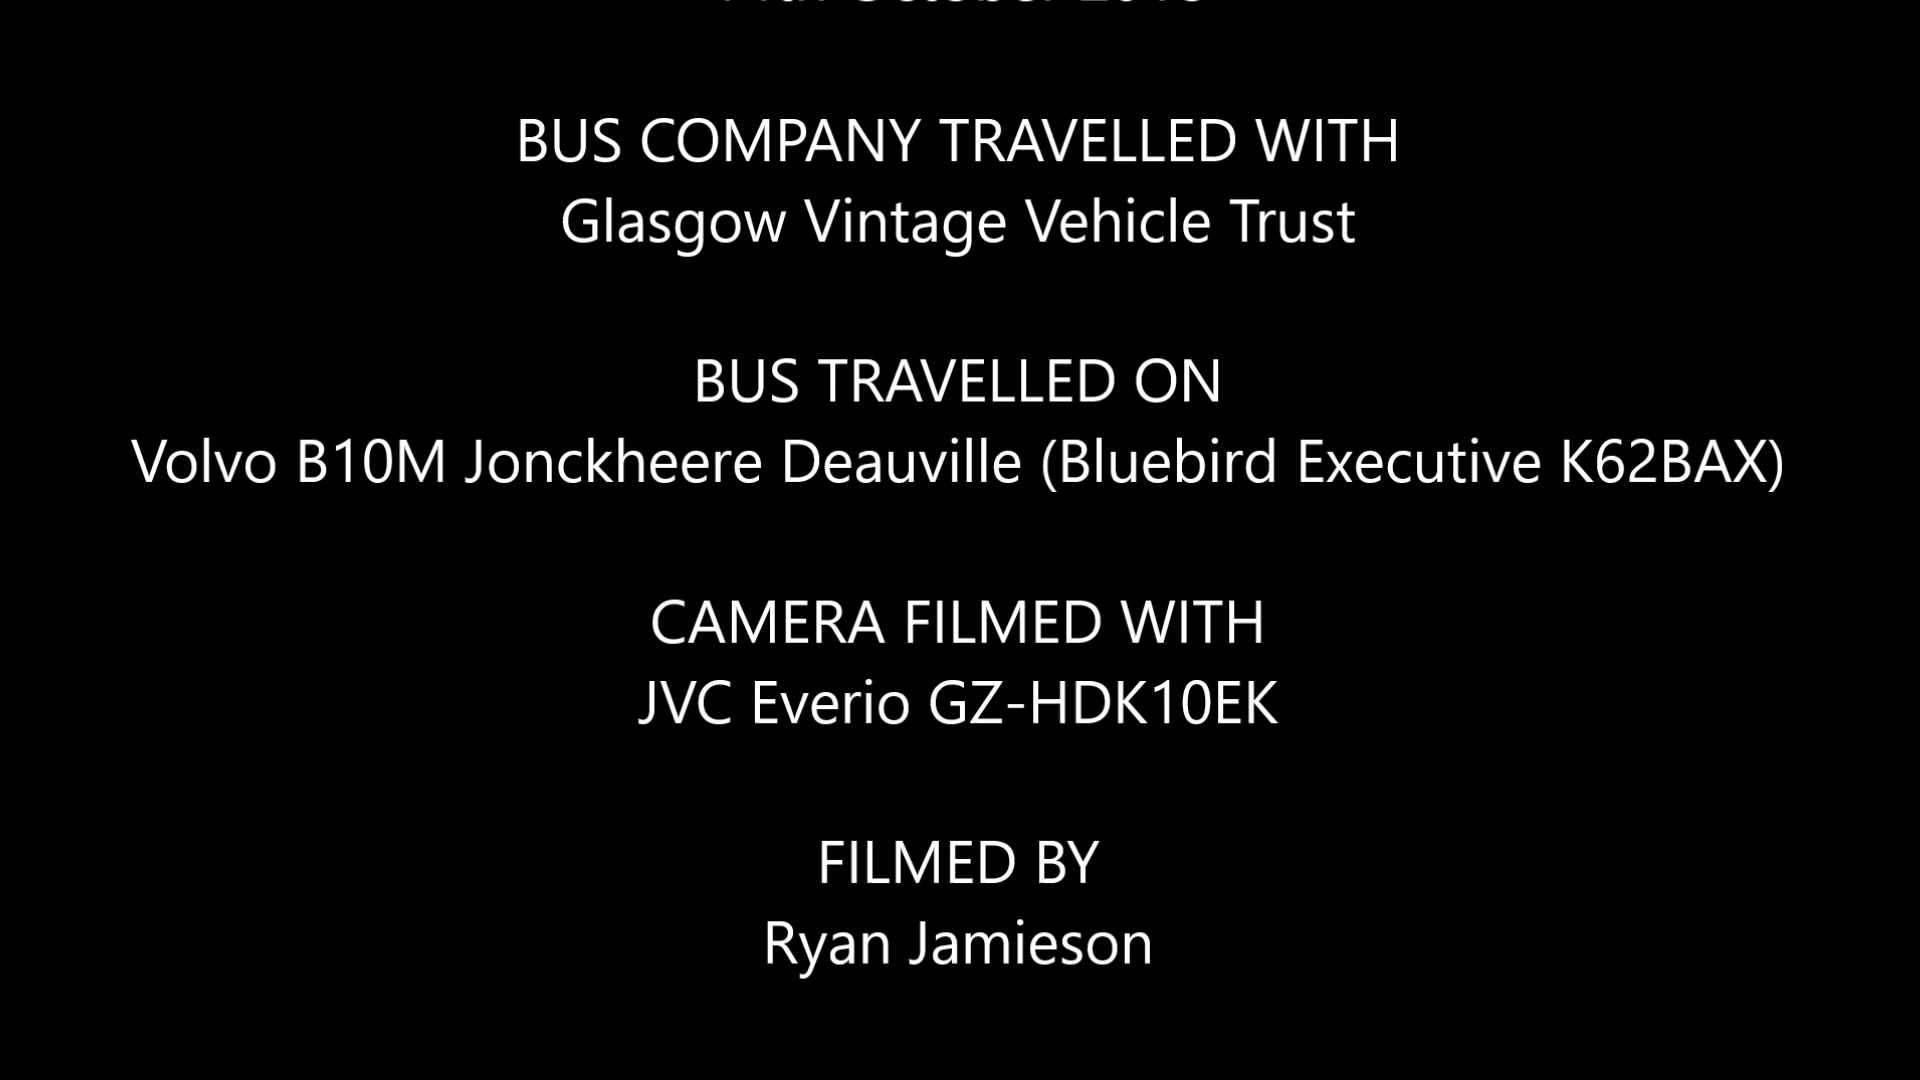 October
BUS COMPANY TRAVELLED WITH
Glasgow Vintage Vehicle Trust
BUS TRAVELLED ON
Volvo B10M Jonckheere Deauville (Bluebird Executive K62BAX)
CAMERA FILMED WITH
JVC Everio GZ-HDK10EK
FILMED BY
Ryan Jamieson